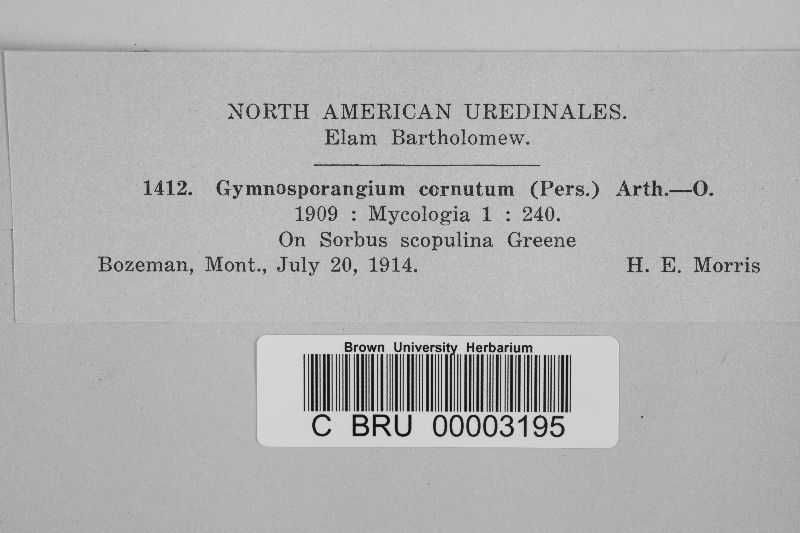 NORTH AMERICAN UREDINALES.
Elam Bartholomew.
1412. Gymnosporangium cornutum (Pers.) Arth.—O.
1909 : Mycologia 1 : 240.
On Sorbus scopulina Greene
Bozeman, Mont., July 20, 1914. H. E. Morris
Brown University Herbarium
C BRU 00003195